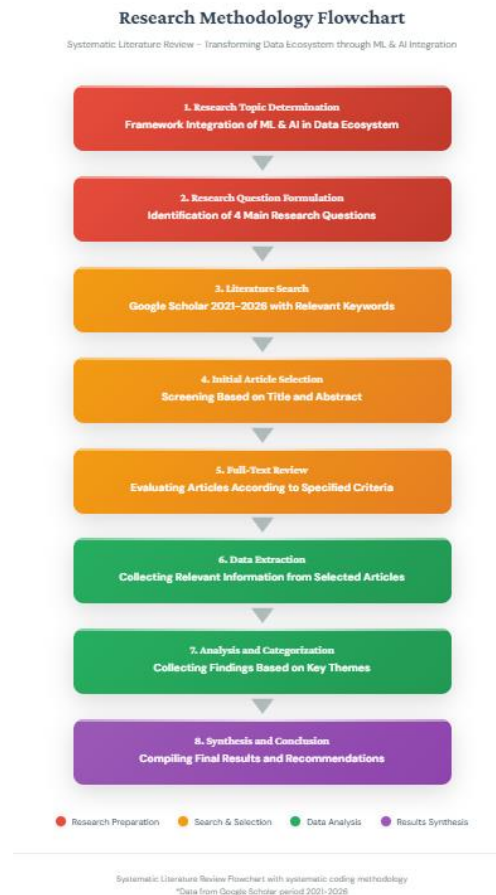 Research Methodology Flowchart
Systematic Literature Review – Transforming Data Ecosystem through ML & AI Integration
1. Research Topic Determination
Framework Integration of ML & AI in Data Ecosystem
2. Research Question Formulation
Identification of 4 Main Research Questions
3. Literature Search
Google Scholar 2021–2026 with Relevant Keywords
4. Initial Article Selection
Screening Based on Title and Abstract
5. Full-Text Review
Evaluating Articles According to Specified Criteria
6. Data Extraction
Collecting Relevant Information from Selected Articles
7. Analysis and Categorization
Collecting Findings Based on Key Themes
8. Synthesis and Conclusion
Compiling Final Results and Recommendations
Research Preparation Search & Selection Data Analysis Results Synthesis
Systematic Literature Review Flowchart with systematic coding methodology
*Data from Google Scholar period 2021-2026